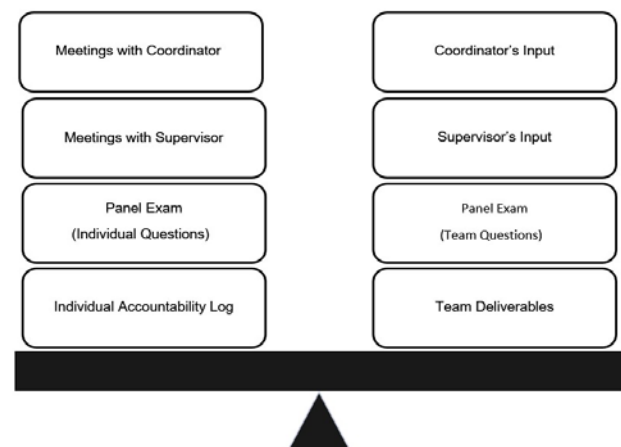 Meetings with Coordinator
Meetings with Supervisor
Panel Exam
(Individual Questions)
Individual Accountability Log
Coordinator's Input
Supervisor's Input
Panel Exam
(Team Questions)
Team Deliverables